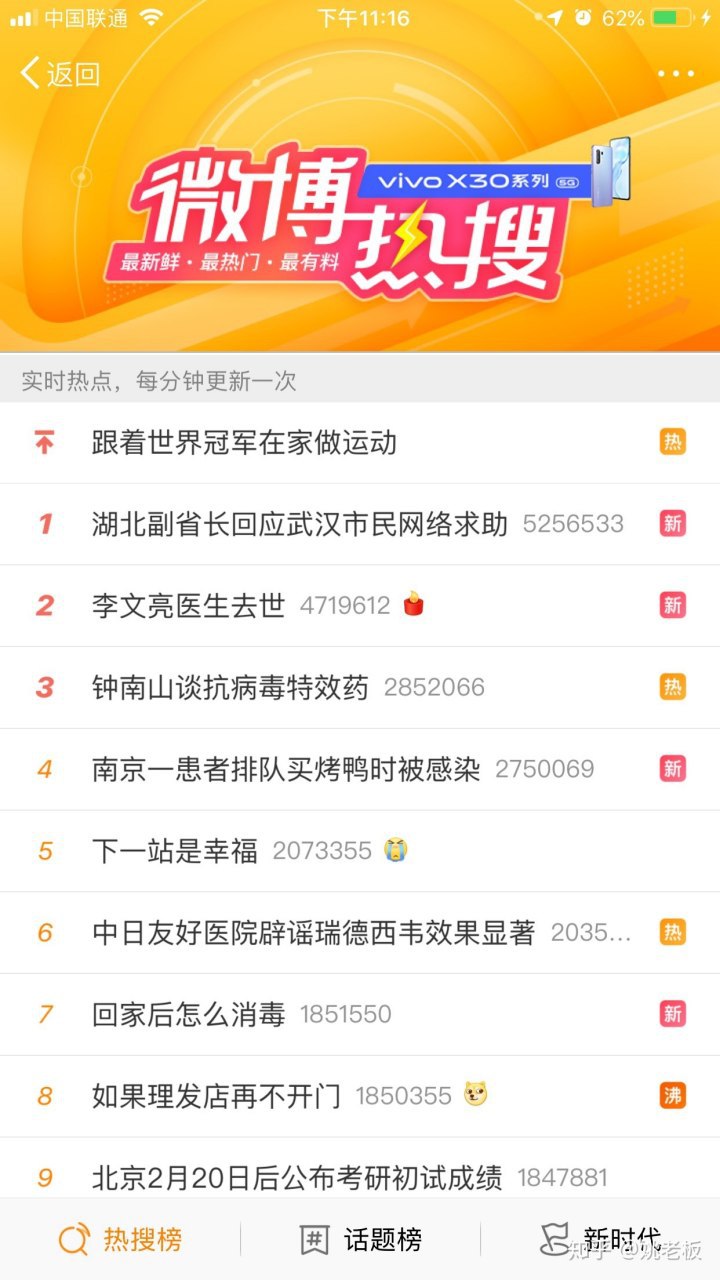 中国联通 下午11:16 62%
返回
微博热搜
vivo X30系列 5G
最新鲜·最热门·最有料
实时热点，每分钟更新一次
跟着世界冠军在家做运动 热
1 湖北副省长回应武汉市民网络求助 5256533 新
2 李文亮医生去世 4719612 新
3 钟南山谈抗病毒特效药 2852066 热
4 南京一患者排队买烤鸭时被感染 2750069 新
5 下一站是幸福 2073355
6 中日友好医院辟谣瑞德西韦效果显著 2035... 热
7 回家后怎么消毒 1851550 新
8 如果理发店再不开门 1850355 沸
9 北京2月20日后公布考研初试成绩 1847881
热搜榜 # 话题榜 新时代
知乎 @姚老板